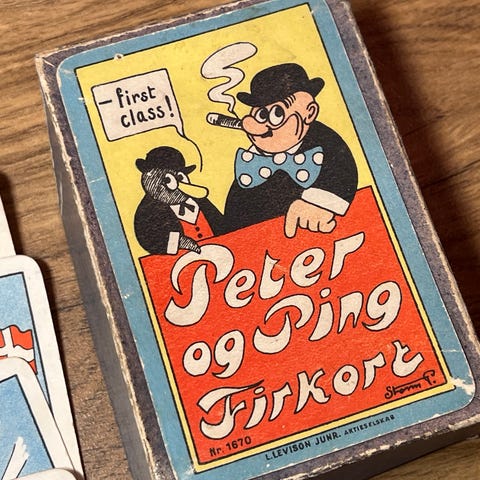 – first
class!
Peter
og Ping
Firkort
Storm P.
Nr. 1670
L. LEVISON JUNR. AKTIESELSKAB